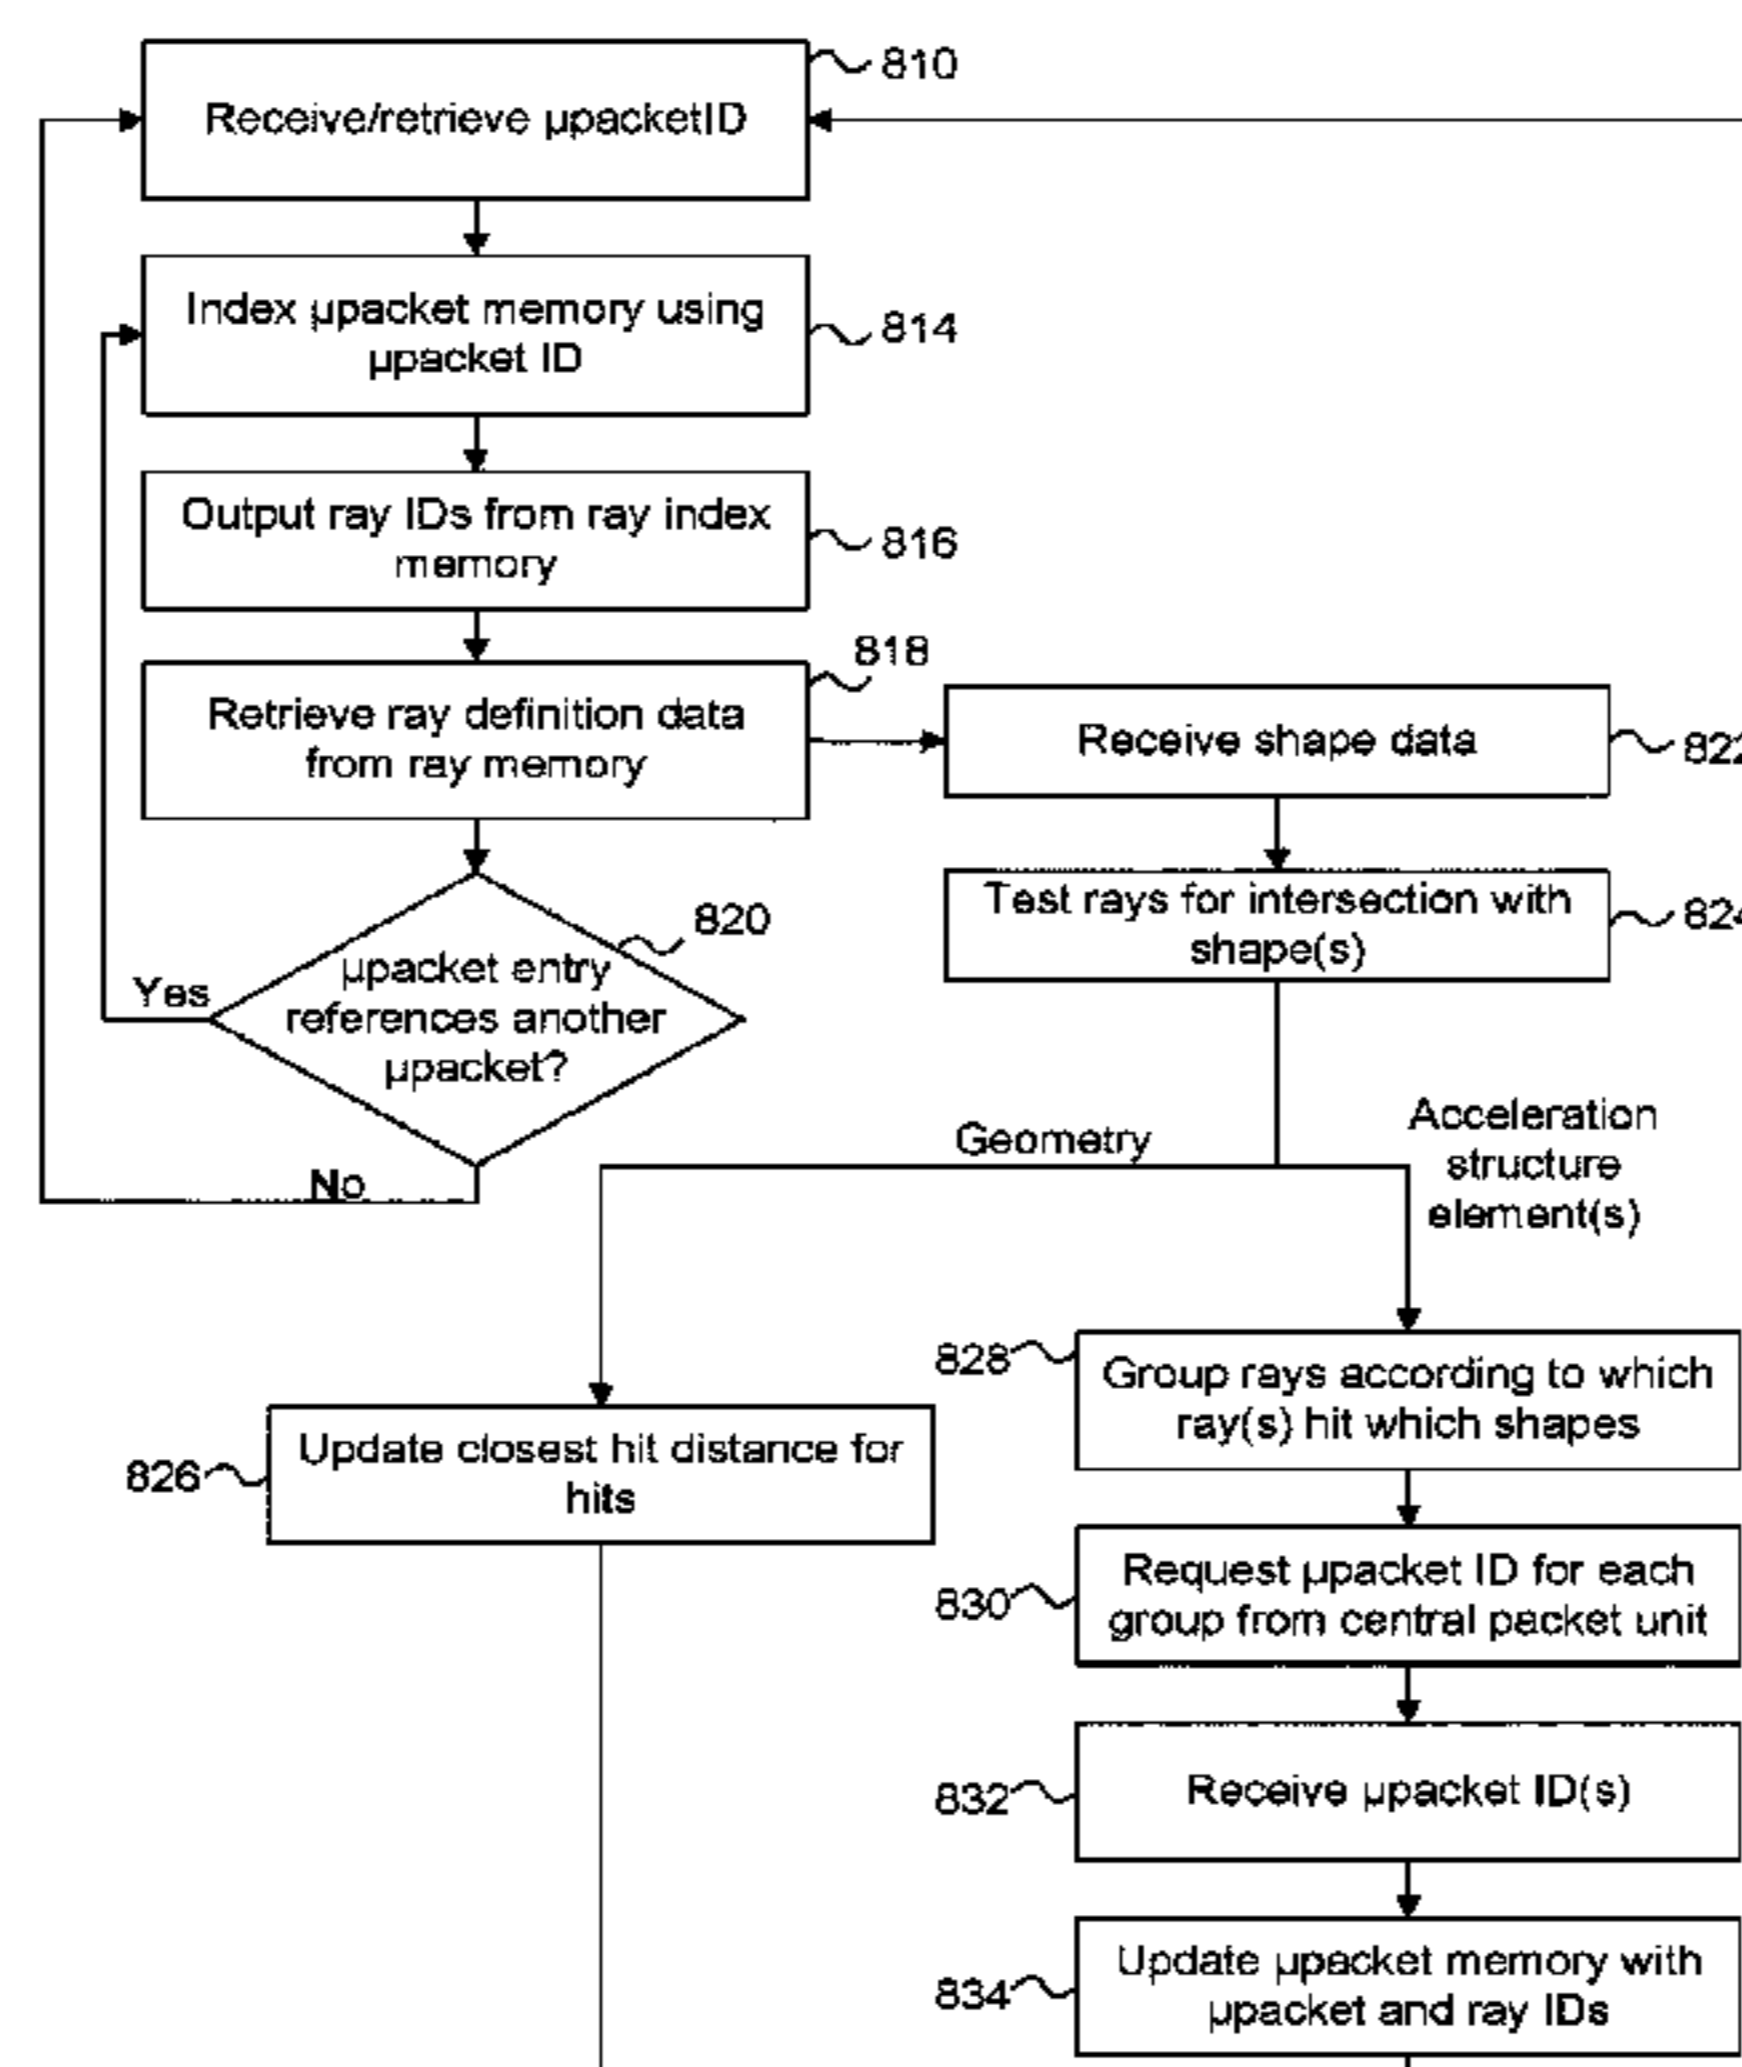 810
Receive/retrieve µpacketID
Index µpacket memory using
µpacket ID
814
Output ray IDs from ray index
memory
816
818
Retrieve ray definition data
from ray memory
Receive shape data
822
820
µpacket entry
references another
µpacket?
Yes
No
Test rays for intersection with
shape(s)
824
Geometry
Acceleration
structure
element(s)
826
Update closest hit distance for
hits
828
Group rays according to which
ray(s) hit which shapes
830
Request µpacket ID for each
group from central packet unit
832
Receive µpacket ID(s)
834
Update µpacket memory with
µpacket and ray IDs